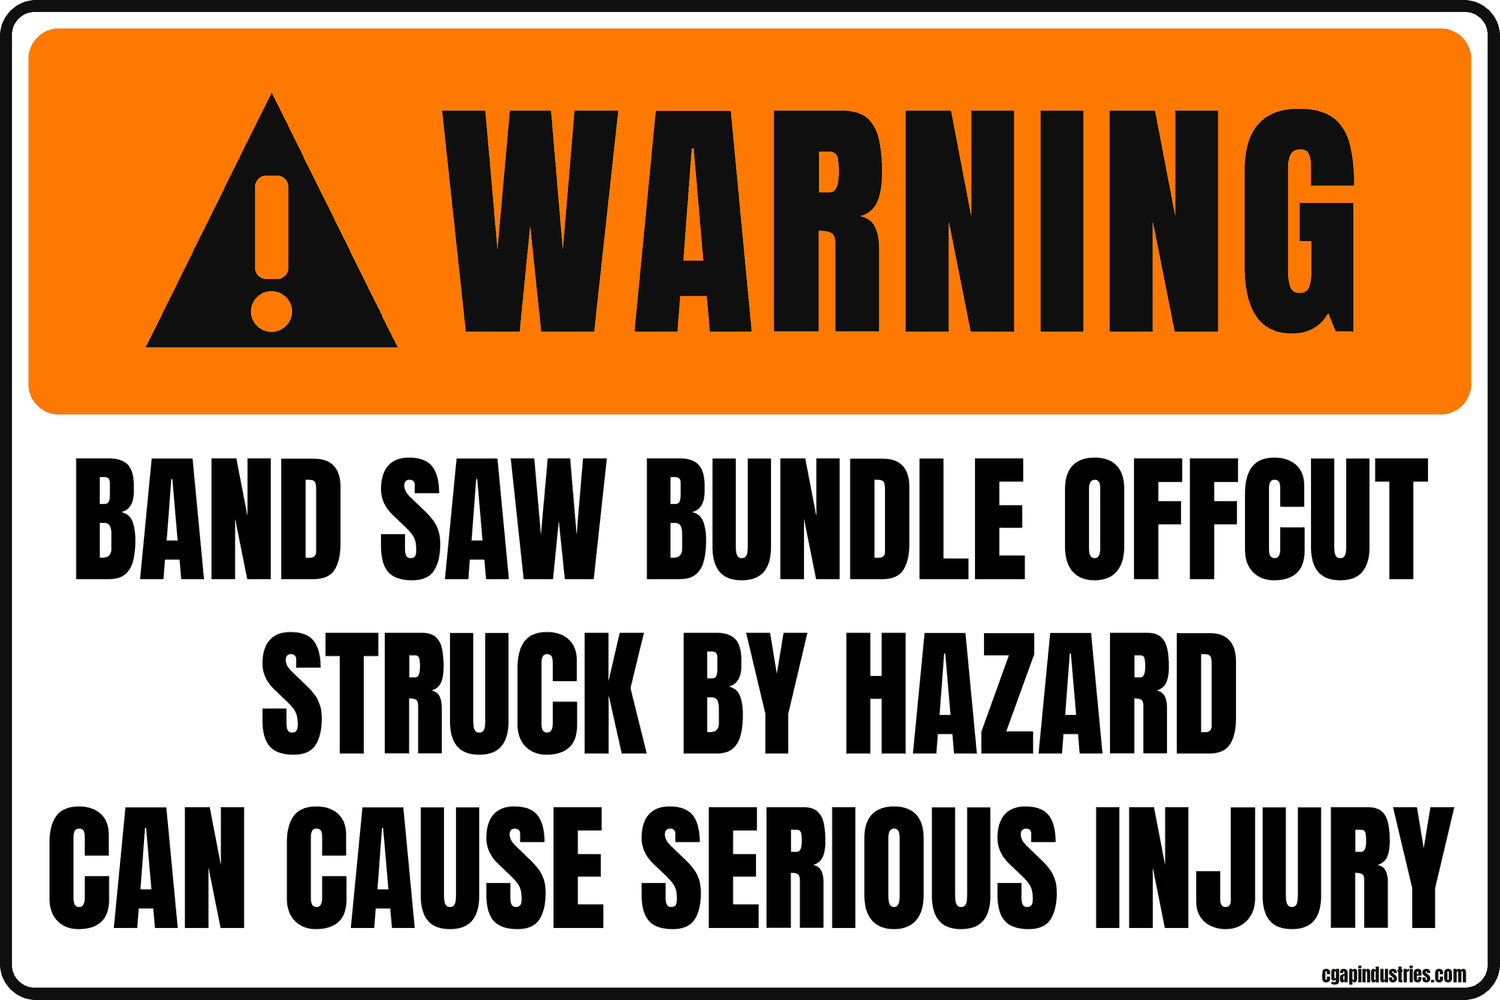 WARNING
BAND SAW BUNDLE OFFCUT
STRUCK BY HAZARD
CAN CAUSE SERIOUS INJURY
cgapindustries.com